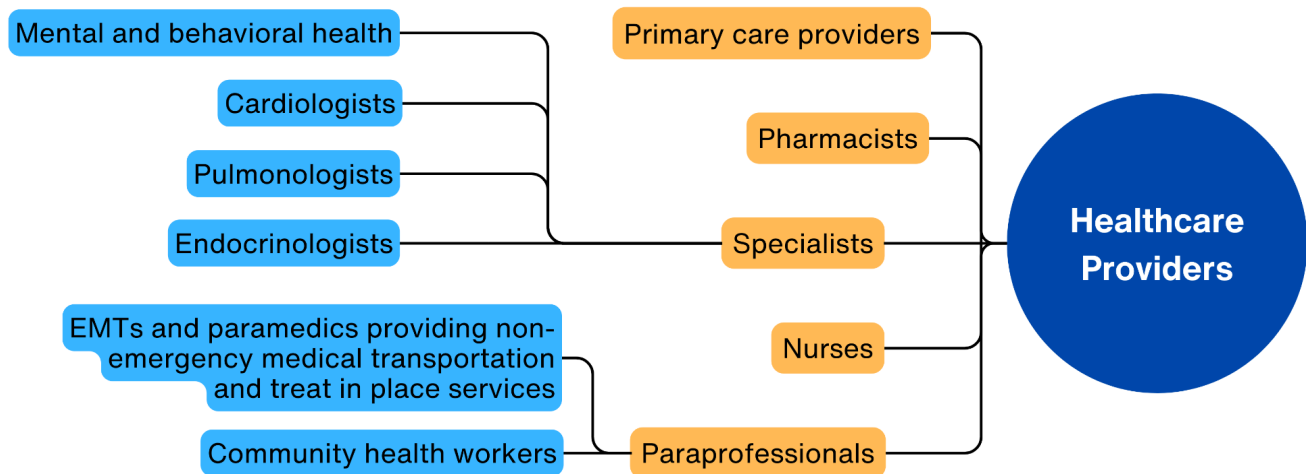 Mental and behavioral health
Primary care providers
Cardiologists
Pharmacists
Pulmonologists
Endocrinologists
Specialists
Healthcare
Providers
EMTs and paramedics providing non-
emergency medical transportation
and treat in place services
Nurses
Community health workers
Paraprofessionals